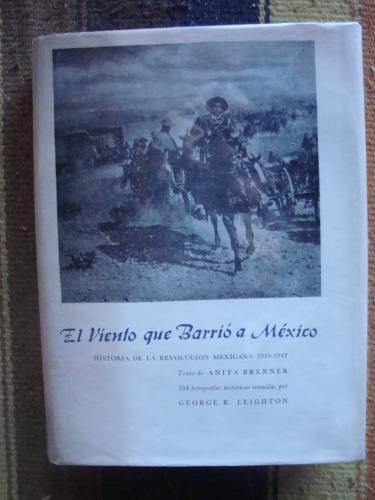 El Viento que Barrió a México
HISTORIA DE LA REVOLUCIÓN MEXICANA 1910-1942
Texto de ANITA BRENNER
184 fotografías históricas reunidas por
GEORGE R. LEIGHTON